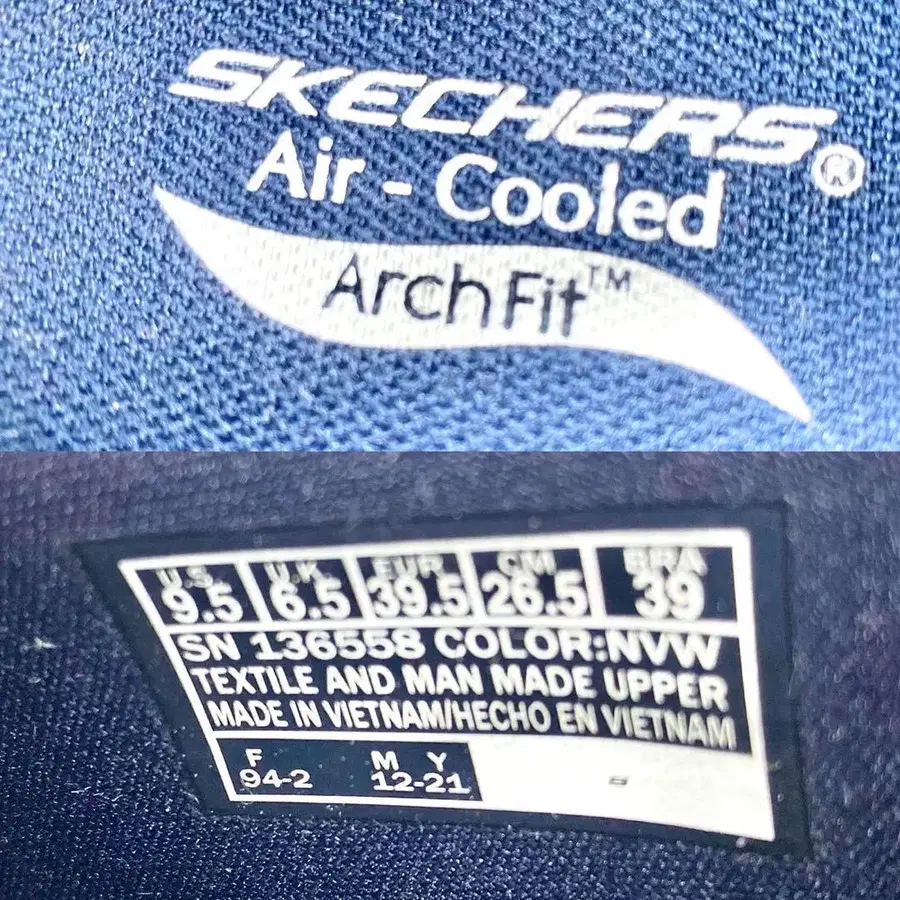 SKECHERS®
Air - Cooled
Arch Fit™
U.S. U.K. EUR CM BRA
9.5 6.5 39.5 26.5 39
SN 136558 COLOR:NVW
TEXTILE AND MAN MADE UPPER
MADE IN VIETNAM/HECHO EN VIETNAM
F M Y
94-2 12-21